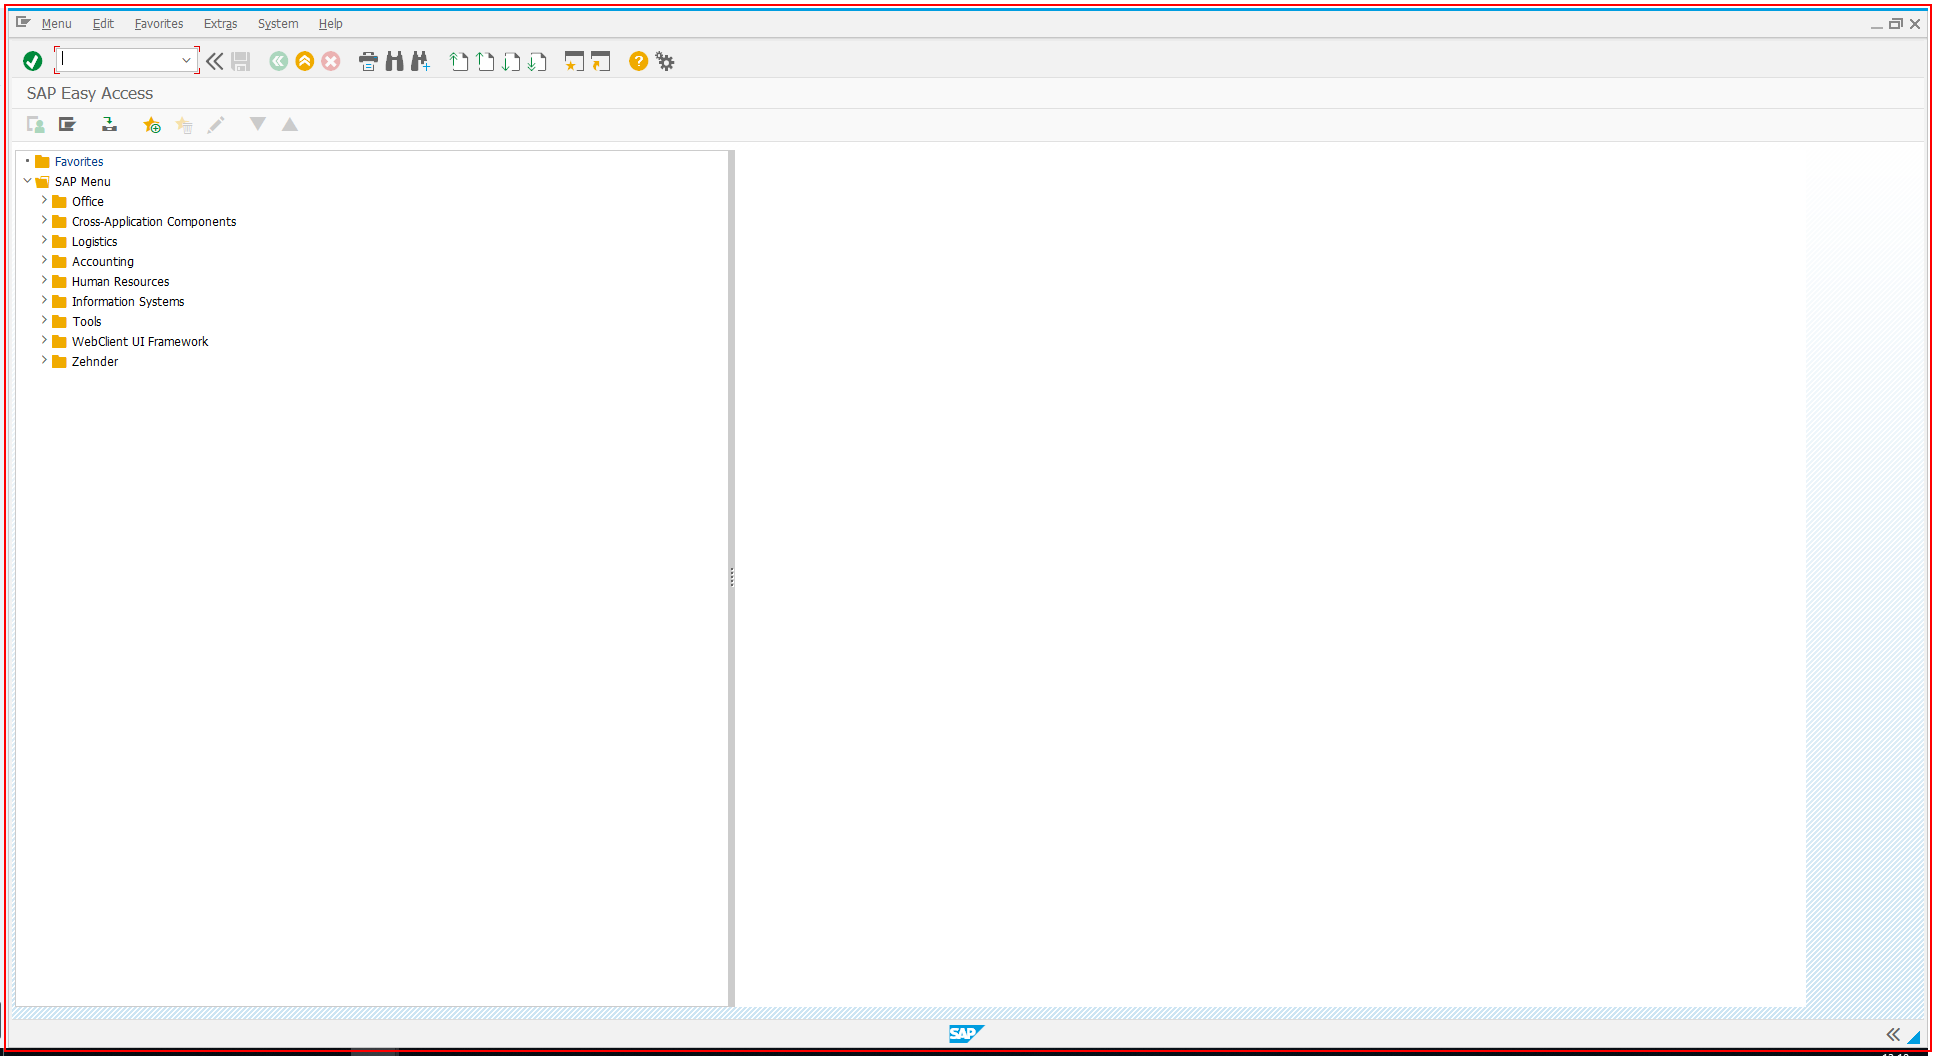 Menu Edit Favorites Extras System Help
SAP Easy Access
Favorites
SAP Menu
Office
Cross-Application Components
Logistics
Accounting
Human Resources
Information Systems
Tools
WebClient UI Framework
Zehnder
SAP